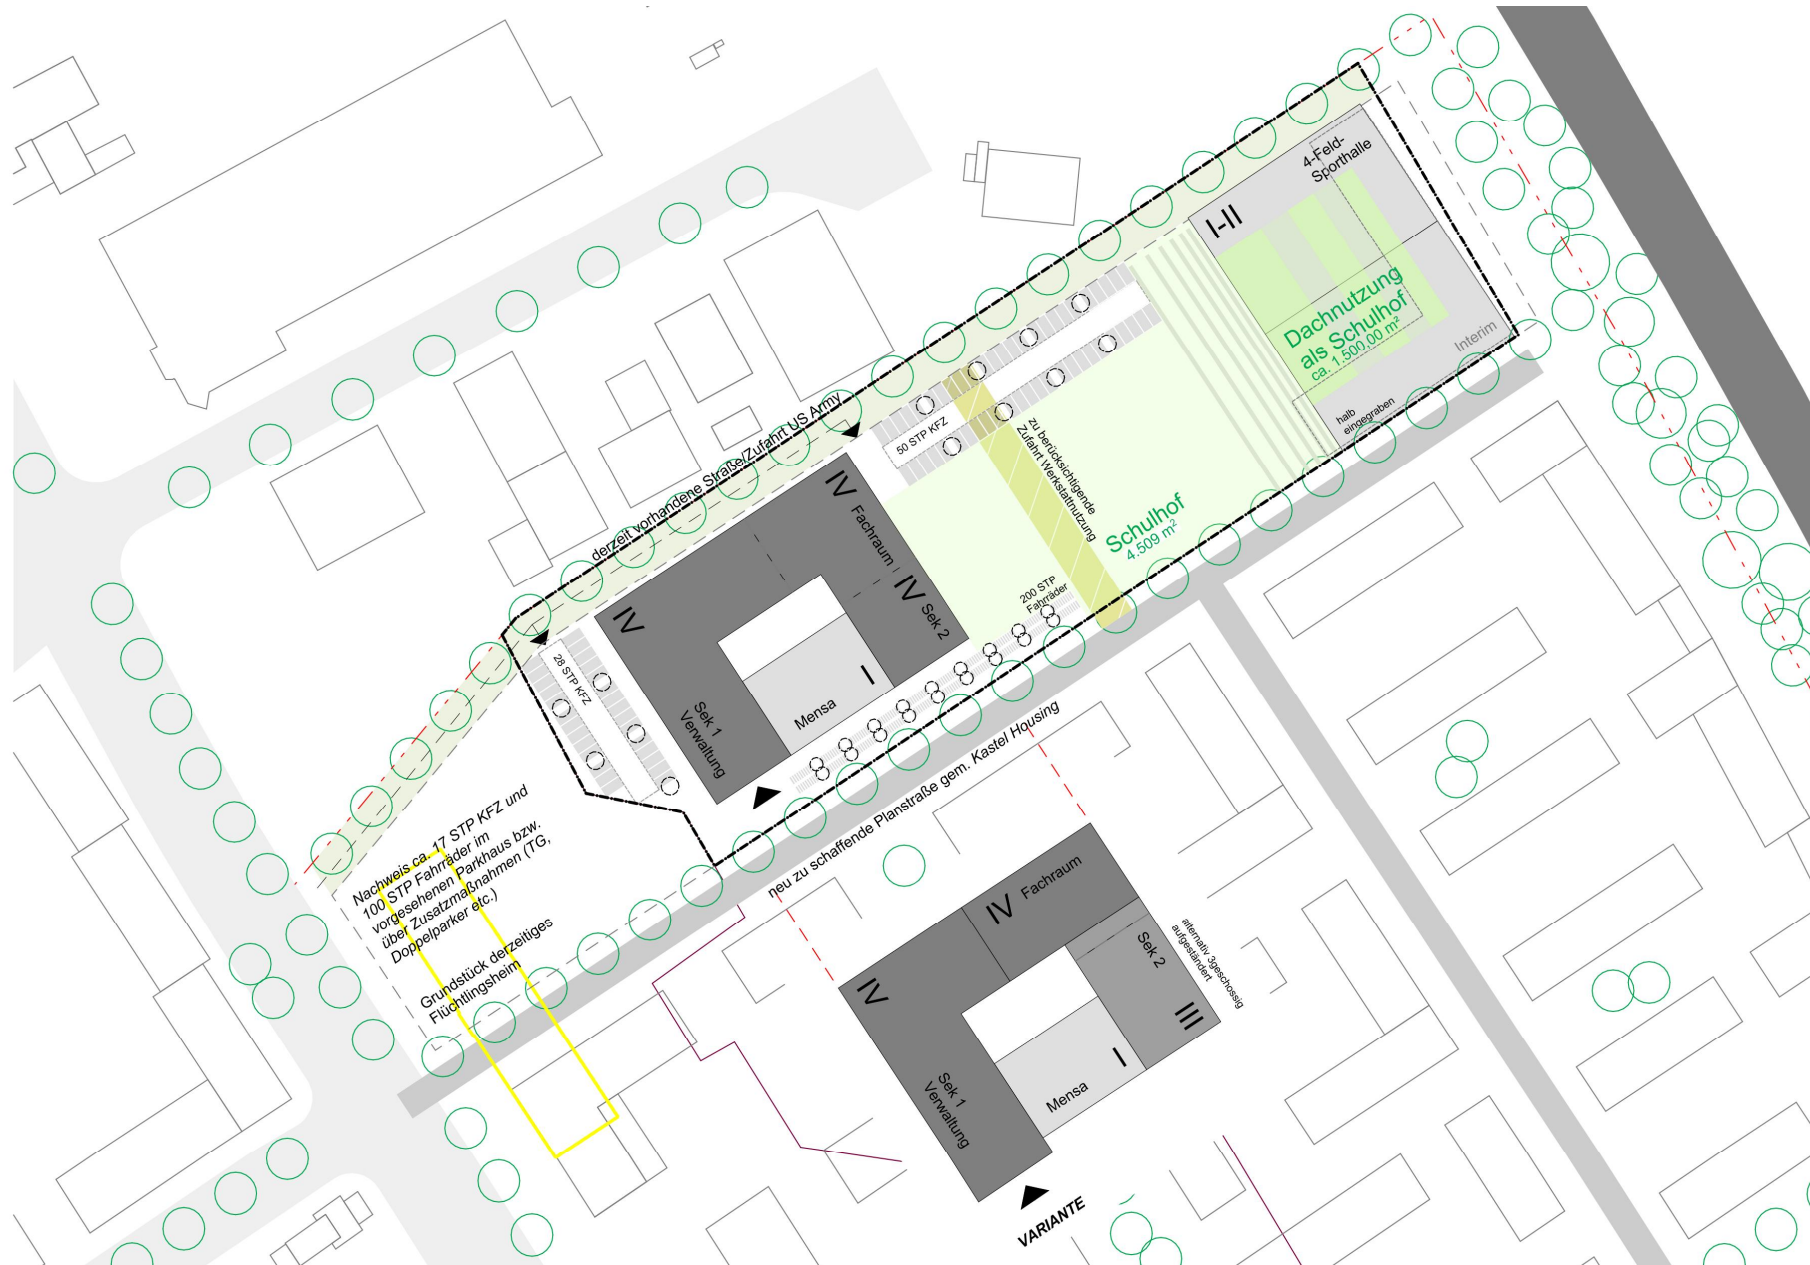 4-Feld-
Sporthalle
I-II
Dachnutzung
als Schulhof
ca. 1.500,00 m²
Interim
halb
eingegraben
derzeit vorhandene Straße/Zufahrt US Army
50 STP KFZ
zu berücksichtigende
Zufahrt Werkstattnutzung
Schulhof
4.509 m²
200 STP
Fahrräder
IV
Fachraum
IV
Sek 2
IV
28 STP KFZ
Sek 1
Verwaltung
Mensa
I
neu zu schaffende Planstraße gem. Kastel Housing
Nachweis ca. 17 STP KFZ und
100 STP Fahrräder im
vorgesehenen Parkhaus bzw.
über Zusatzmaßnahmen (TG,
Doppelparker etc.)
Grundstück derzeitiges
Flüchtlingsheim
IV
Fachraum
IV
Sek 2
III
alternativ 3geschossig
aufgeständert
Sek 1
Verwaltung
Mensa
I
VARIANTE